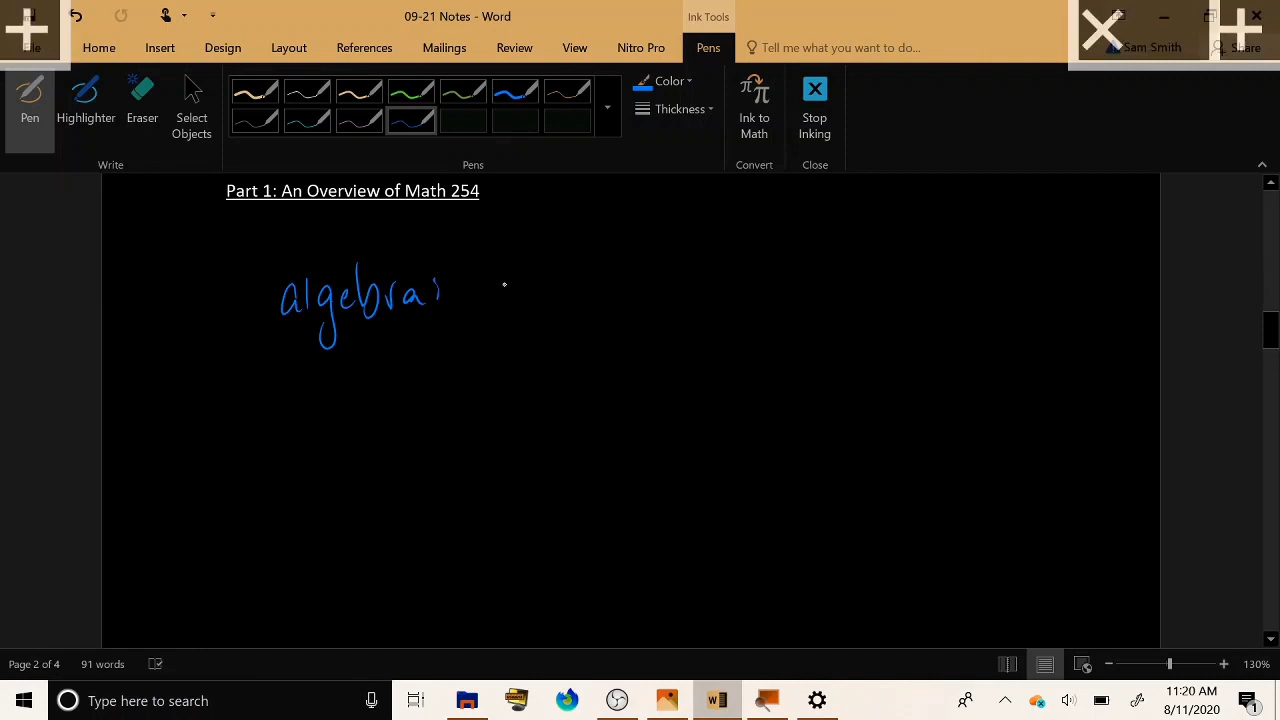 09-21 Notes - Word
Ink Tools
File Home Insert Design Layout References Mailings Review View Nitro Pro Pens Tell me what you want to do... Sam Smith Share
Pen Highlighter Eraser Select Objects
Color
Thickness
Ink to Math
Stop Inking
Write Pens Convert Close
Part 1: An Overview of Math 254
algebrai
Page 2 of 4 91 words 130%
Type here to search
11:20 AM
8/11/2020
1